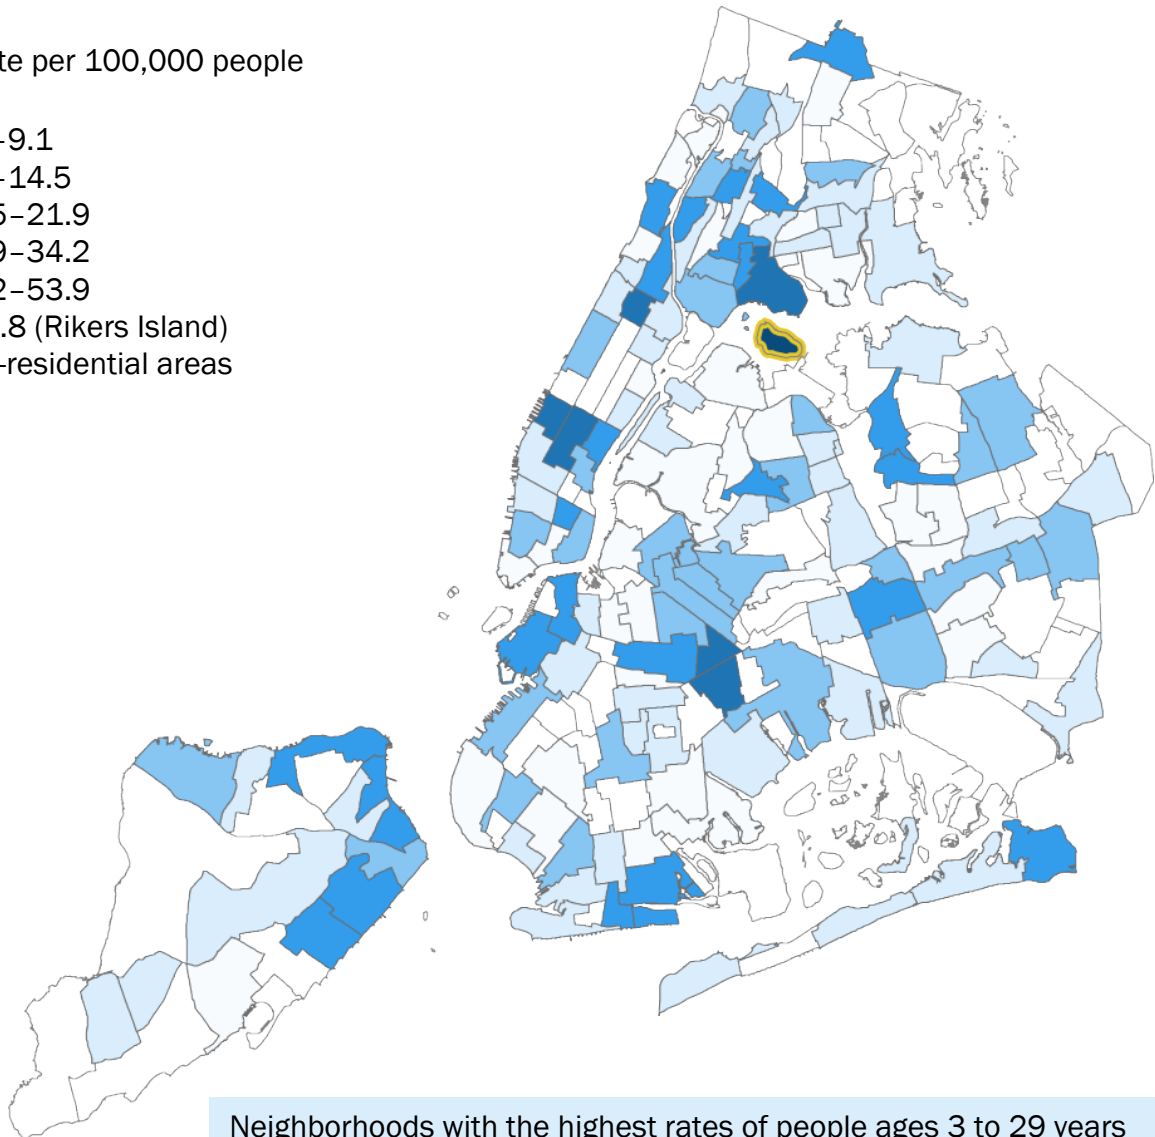 te per 100,000 people
–9.1
–14.5
5–21.9
9–34.2
2–53.9
.8 (Rikers Island)
-residential areas
Neighborhoods with the highest rates of people ages 3 to 29 years